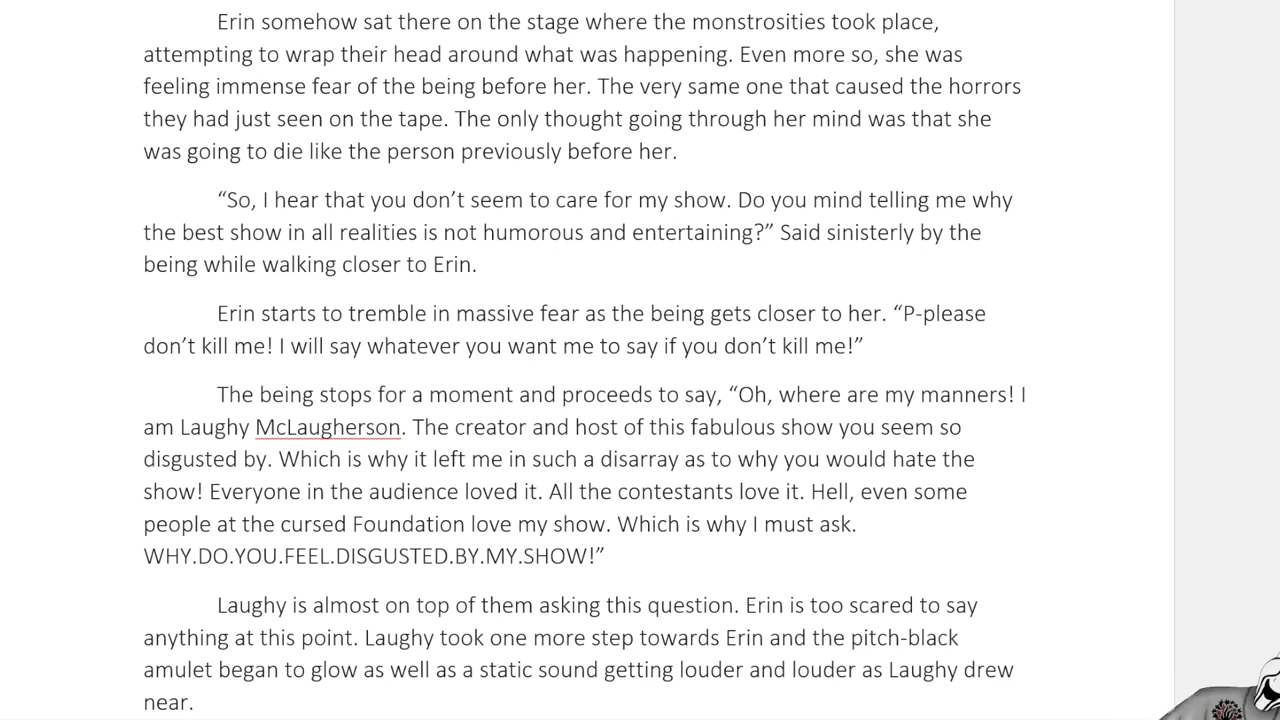 Erin somehow sat there on the stage where the monstrosities took place,
attempting to wrap their head around what was happening. Even more so, she was
feeling immense fear of the being before her. The very same one that caused the horrors
they had just seen on the tape. The only thought going through her mind was that she
was going to die like the person previously before her.
“So, I hear that you don’t seem to care for my show. Do you mind telling me why
the best show in all realities is not humorous and entertaining?” Said sinisterly by the
being while walking closer to Erin.
Erin starts to tremble in massive fear as the being gets closer to her. “P-please
don’t kill me! I will say whatever you want me to say if you don’t kill me!”
The being stops for a moment and proceeds to say, “Oh, where are my manners! I
am Laughy McLaugherson. The creator and host of this fabulous show you seem so
disgusted by. Which is why it left me in such a disarray as to why you would hate the
show! Everyone in the audience loved it. All the contestants love it. Hell, even some
people at the cursed Foundation love my show. Which is why I must ask.
WHY.DO.YOU.FEEL.DISGUSTED.BY.MY.SHOW!”
Laughy is almost on top of them asking this question. Erin is too scared to say
anything at this point. Laughy took one more step towards Erin and the pitch-black
amulet began to glow as well as a static sound getting louder and louder as Laughy drew
near.